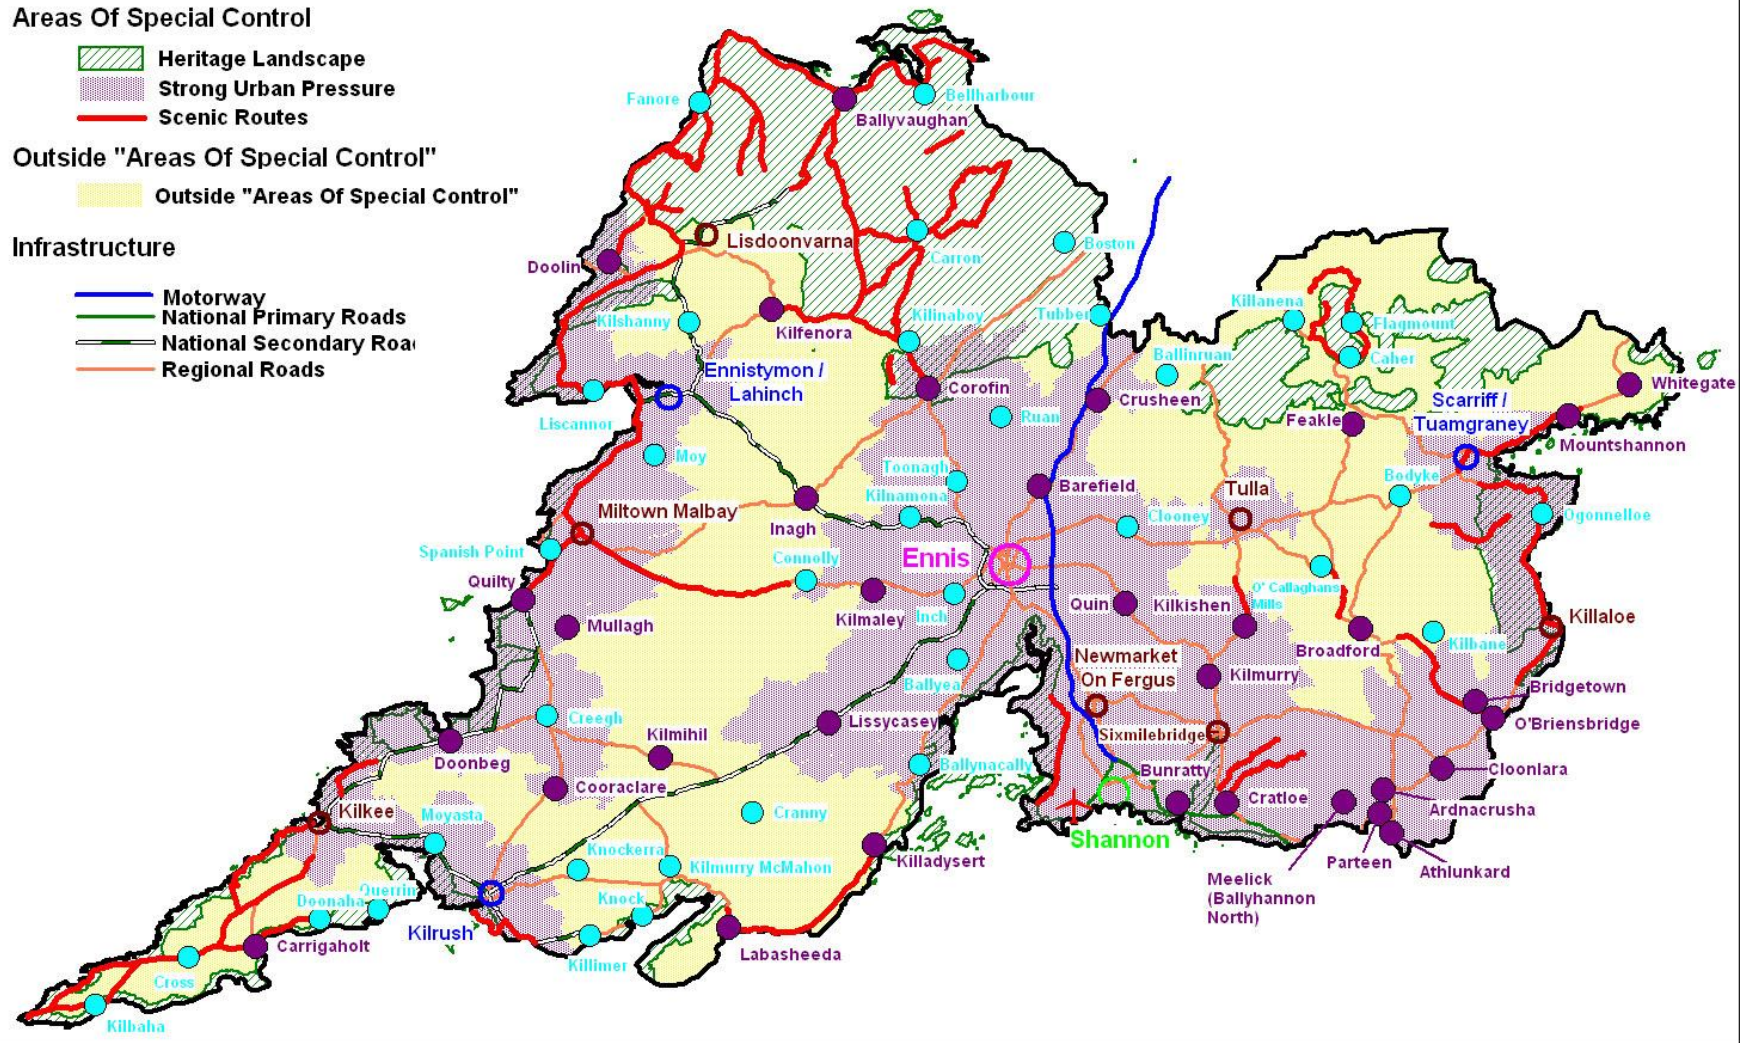 Areas Of Special Control
Heritage Landscape
Strong Urban Pressure
Scenic Routes
Outside "Areas Of Special Control"
Outside "Areas Of Special Control"
Infrastructure
Motorway
National Primary Roads
National Secondary Roa
Regional Roads
Fanore
Bellharbour
Ballyvaughan
Lisdoonvarna
Boston
Carron
Doolin
Killanena
Kilshanny
Kilfenora
Kilinaboy
Tubber
Flagmount
Ballinruan
Caher
Ennistymon /
Lahinch
Corofin
Crusheen
Whitegate
Scarriff /
Tuamgraney
Liscannor
Ruan
Feakle
Mountshannon
Moy
Toonagh
Kilnamona
Barefield
Bodyke
Tulla
Miltown Malbay
Inagh
Clooney
Ogonnelloe
Spanish Point
Connolly
Ennis
Quilty
O' Callaghans
Mills
Kilmaley
Inch
Quin
Kilkishen
Killaloe
Mullagh
Broadford
Kilbane
Newmarket
On Fergus
Kilmurry
Ballyea
Bridgetown
Creegh
Lissycasey
Sixmilebridge
O'Briensbridge
Kilmihil
Doonbeg
Ballynacally
Bunratty
Cloonlara
Cooraclare
Cratloe
Ardnacrusha
Kilkee
Moyasta
Cranny
Shannon
Knockerra
Killadysert
Parteen
Athlunkard
Kilmurry McMahon
Meelick
(Ballyhannon
North)
Querrin
Doonaha
Knock
Kilrush
Carrigaholt
Labasheeda
Killimer
Cross
Kilbaha